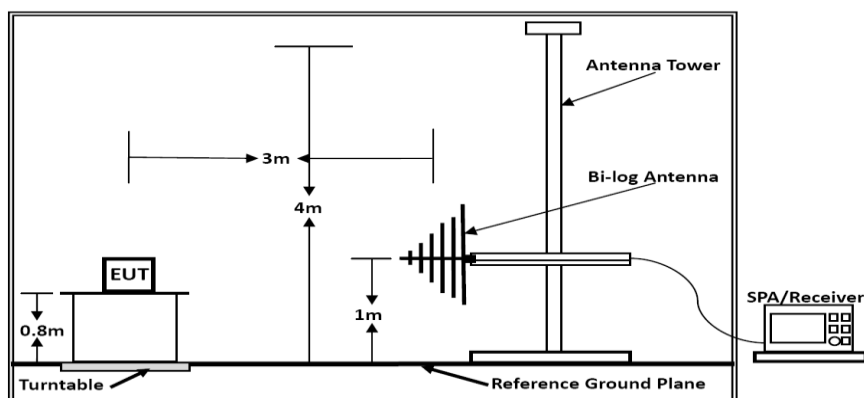 Antenna Tower
3m
Bi-log Antenna
4m
EUT
SPA/Receiver
0.8m
1m
Turntable
Reference Ground Plane